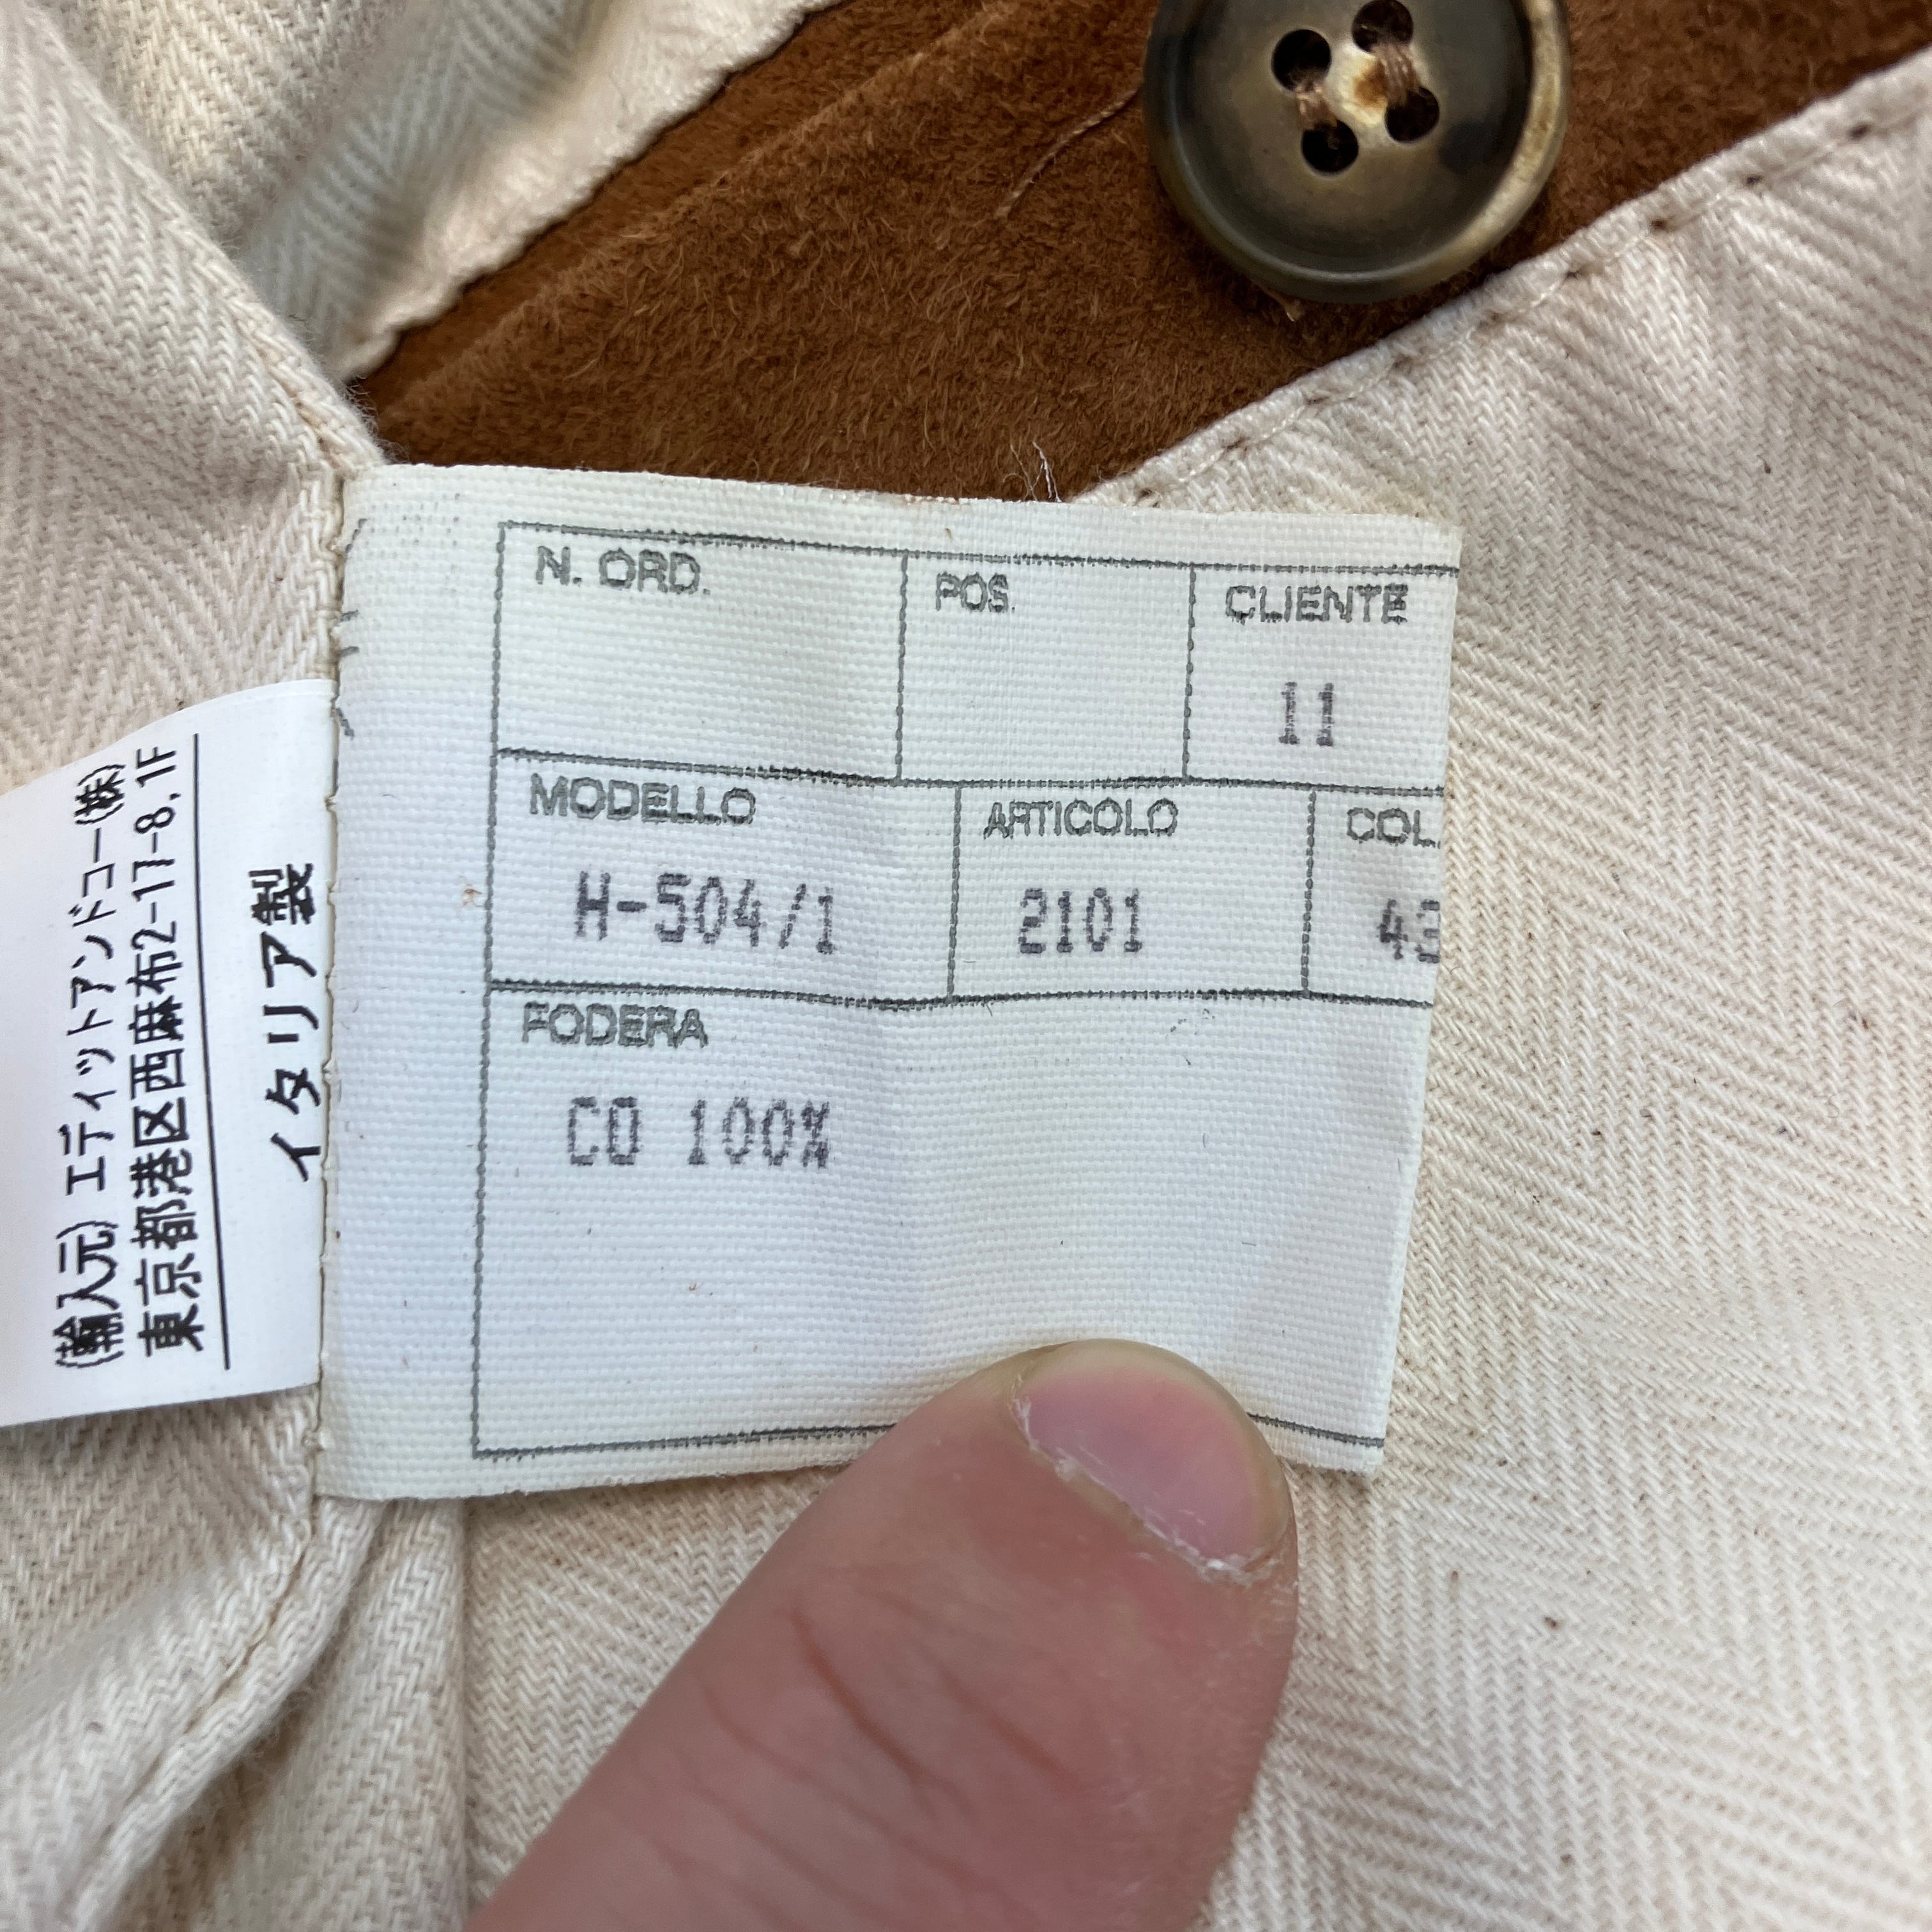 N. ORD.
POS.
CLIENTE
11
MODELLO
ARTICOLO
COL.
H-504/1
2101
FODERA
CO 100%
(輸入元) エディットアンドコー(株)
東京都港区西麻布2-17-8,1F
イタリア製